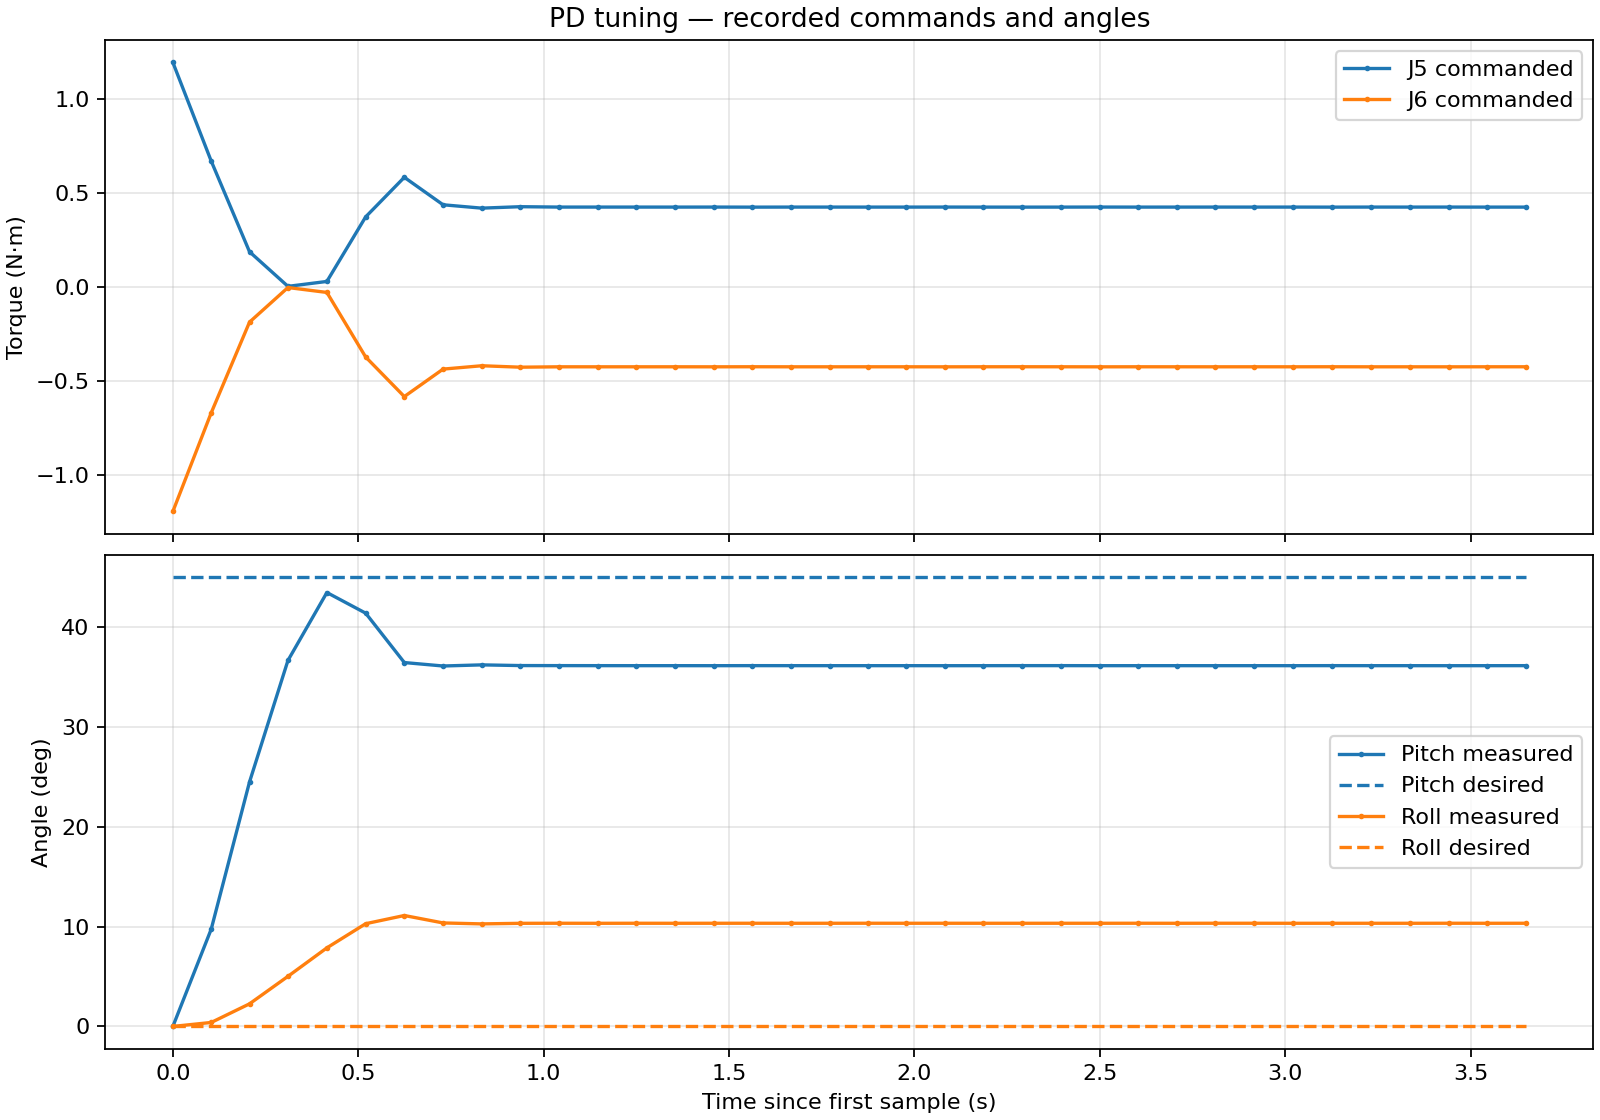 PD tuning — recorded commands and angles
J5 commanded
J6 commanded
1.0
0.5
0.0
−0.5
−1.0
Torque (N·m)
Pitch measured
Pitch desired
Roll measured
Roll desired
40
30
20
10
0
Angle (deg)
0.0 0.5 1.0 1.5 2.0 2.5 3.0 3.5
Time since first sample (s)